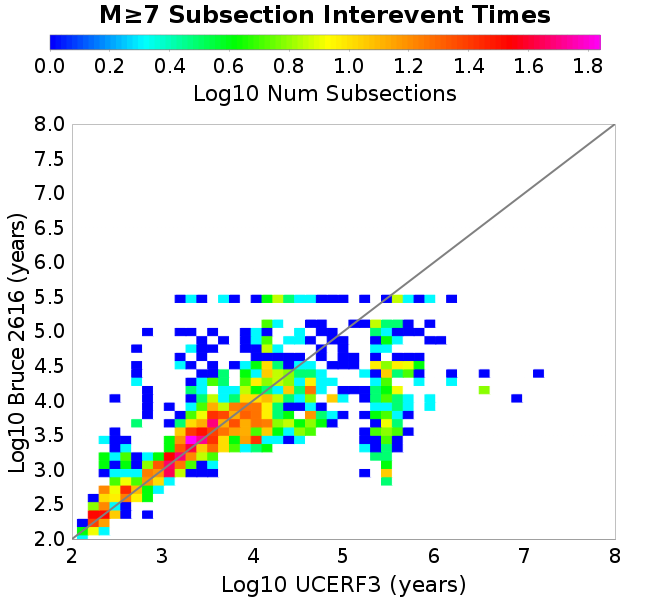 M≥7 Subsection Interevent Times
0.0 0.2 0.4 0.6 0.8 1.0 1.2 1.4 1.6 1.8
Log10 Num Subsections
8.0
7.5
7.0
6.5
6.0
5.5
5.0
4.5
4.0
3.5
3.0
2.5
2.0
Log10 Bruce 2616 (years)
2 3 4 5 6 7 8
Log10 UCERF3 (years)